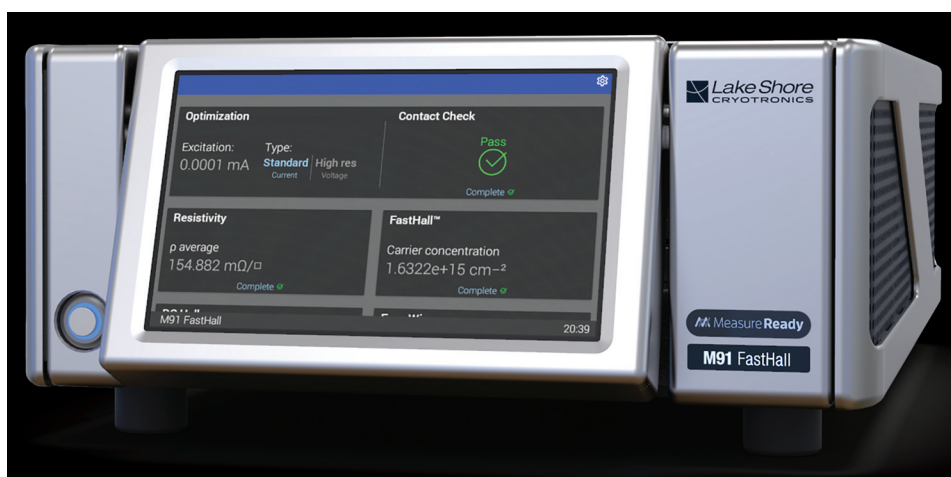 Lake Shore
CRYOTRONICS
Optimization
Excitation:
0.0001 mA
Type:
Standard
Current
High res
Voltage
Contact Check
Pass
Complete
Resistivity
ρ average
154.882 mΩ/□
Complete
FastHall™
Carrier concentration
1.6322e+15 cm−²
Complete
M91 FastHall
20:39
MeasureReady
M91 FastHall